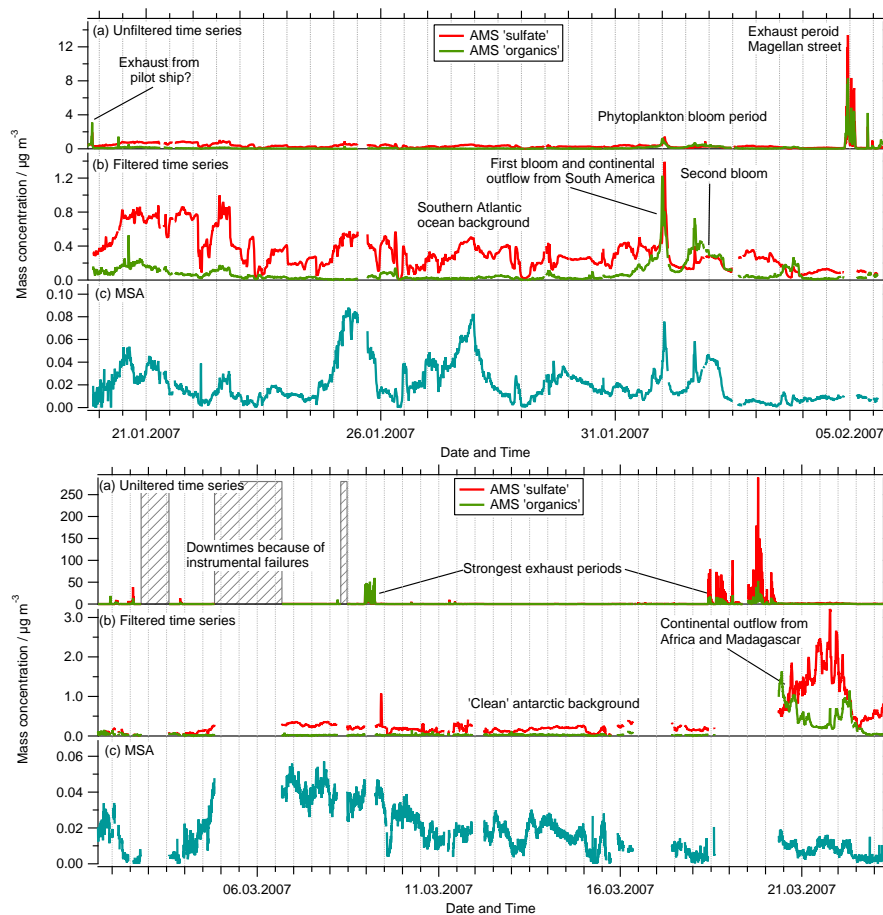 (a) Unfiltered time series
AMS 'sulfate'
AMS 'organics'
Exhaust peroid
Magellan street
Exhaust from
pilot ship?
Phytoplankton bloom period
12
8
4
0
(b) Filtered time series
First bloom and continental
outflow from South America
Second bloom
Southern Atlantic
ocean background
1.2
0.8
0.4
0.0
Mass concentration / µg m-3
(c) MSA
0.10
0.08
0.06
0.04
0.02
0.00
21.01.2007 26.01.2007 31.01.2007 05.02.2007
Date and Time
(a) Uniltered time series
AMS 'sulfate'
AMS 'organics'
Downtimes because of
instrumental failures
Strongest exhaust periods
250
200
150
100
50
0
(b) Filtered time series
Continental outflow from
Africa and Madagascar
'Clean' antarctic background
3.0
2.0
1.0
0.0
Mass concentration / µg m-3
(c) MSA
0.06
0.04
0.02
0.00
06.03.2007 11.03.2007 16.03.2007 21.03.2007
Date and Time